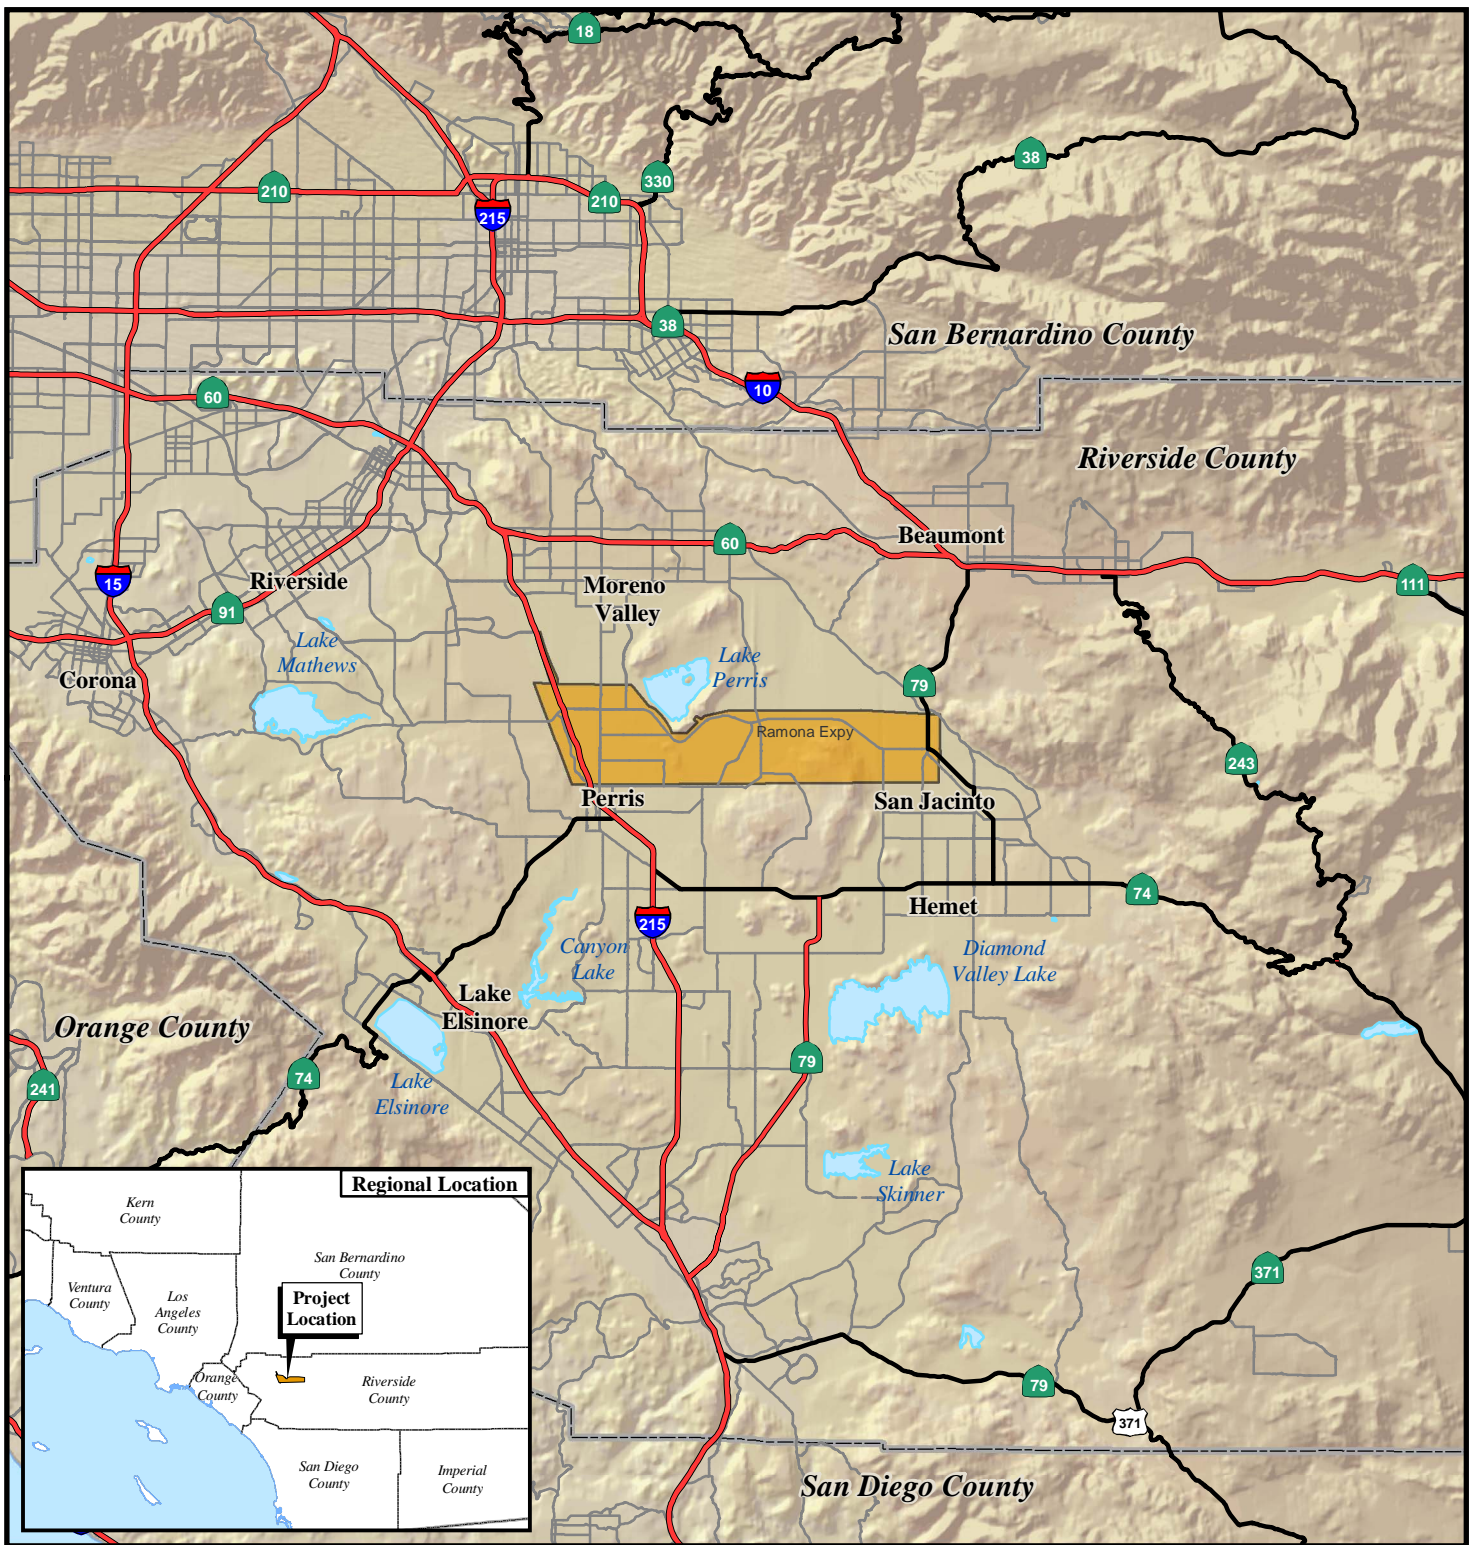 18
38
330
210
210
215
38
San Bernardino County
10
60
Riverside County
Beaumont
60
15
Riverside
Moreno
Valley
111
91
Lake
Mathews
Lake
Perris
Corona
79
Ramona Expy
243
Perris
San Jacinto
74
Hemet
215
Canyon
Lake
Diamond
Valley Lake
Lake
Elsinore
Orange County
79
74
241
Lake
Elsinore
Lake
Skinner
Regional Location
Kern
County
San Bernardino
County
Ventura
County
Los
Angeles
County
Project
Location
Orange
County
Riverside
County
San Diego
County
Imperial
County
371
79
371
San Diego County